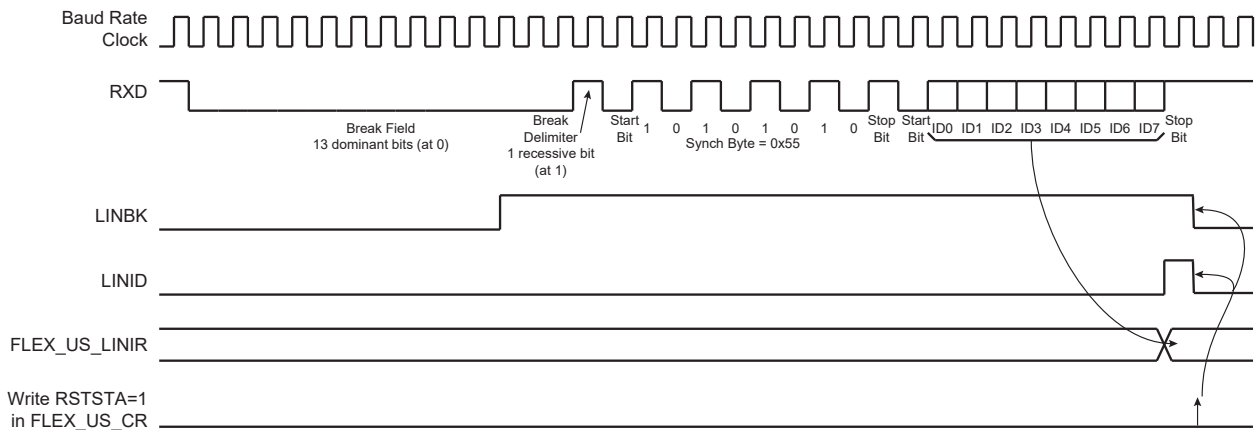 Baud Rate
Clock
RXD
Break Field
13 dominant bits (at 0)
Break
Delimiter
1 recessive bit
(at 1)
Start
Bit
1 0 1 0 1 0 1 0
Synch Byte = 0x55
Stop
Bit
Start
Bit
ID0 ID1 ID2 ID3 ID4 ID5 ID6 ID7
Stop
Bit
LINBK
LINID
FLEX_US_LINIR
Write RSTSTA=1
in FLEX_US_CR